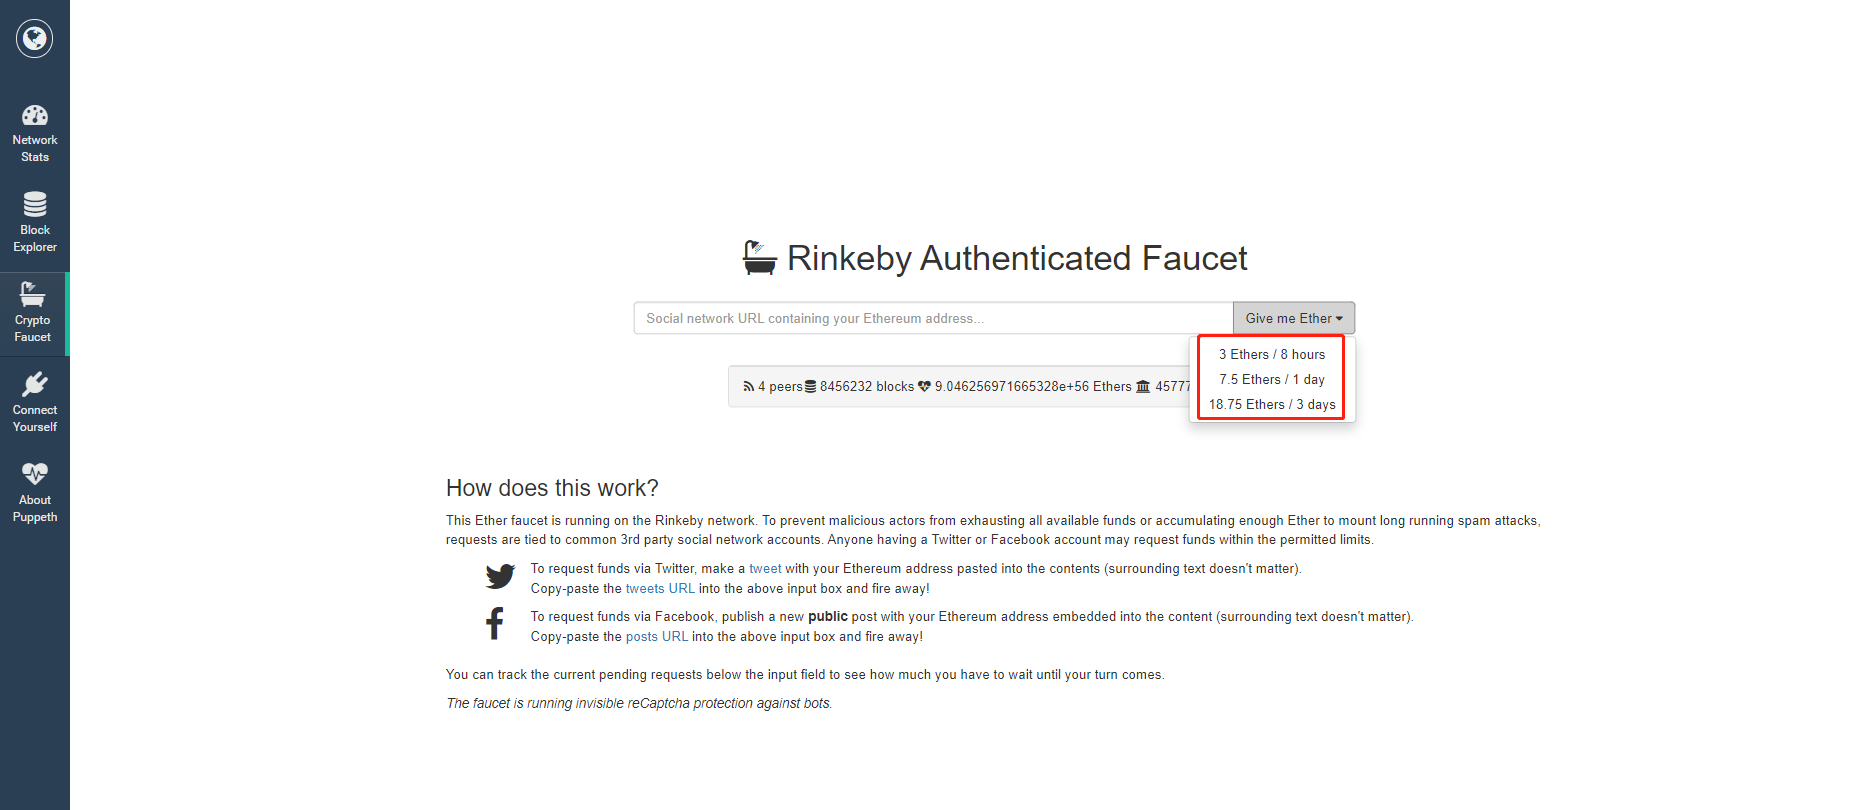 Network
Stats
Block
Explorer
Crypto
Faucet
Connect
Yourself
About
Puppeth
Rinkeby Authenticated Faucet
Social network URL containing your Ethereum address...
Give me Ether
3 Ethers / 8 hours
7.5 Ethers / 1 day
18.75 Ethers / 3 days
4 peers 8456232 blocks 9.046256971665328e+56 Ethers 45777
How does this work?
This Ether faucet is running on the Rinkeby network. To prevent malicious actors from exhausting all available funds or accumulating enough Ether to mount long running spam attacks,
requests are tied to common 3rd party social network accounts. Anyone having a Twitter or Facebook account may request funds within the permitted limits.
To request funds via Twitter, make a tweet with your Ethereum address pasted into the contents (surrounding text doesn't matter).
Copy-paste the tweets URL into the above input box and fire away!
To request funds via Facebook, publish a new public post with your Ethereum address embedded into the content (surrounding text doesn't matter).
Copy-paste the posts URL into the above input box and fire away!
You can track the current pending requests below the input field to see how much you have to wait until your turn comes.
The faucet is running invisible reCaptcha protection against bots.